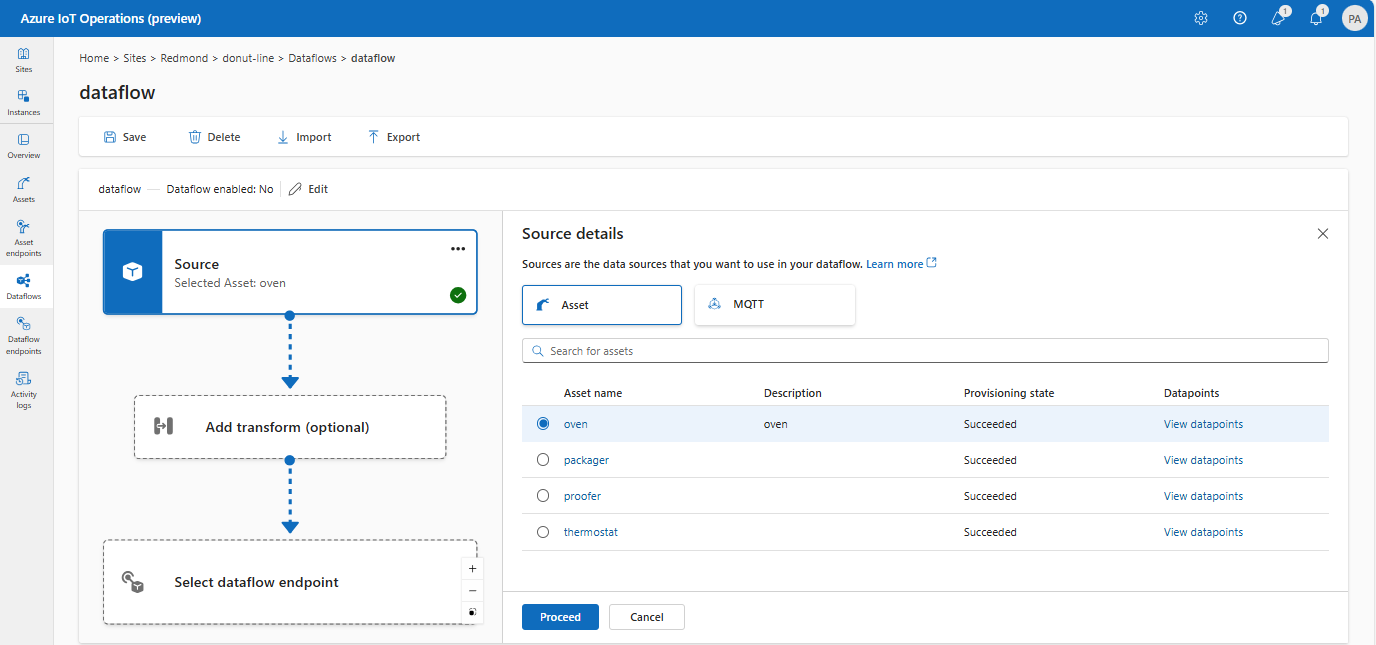 Azure IoT Operations (preview)
1
1
PA
Sites
Instances
Overview
Assets
Asset
endpoints
Dataflows
Dataflow
endpoints
Activity
logs
Home > Sites > Redmond > donut-line > Dataflows > dataflow
dataflow
Save Delete Import Export
dataflow — Dataflow enabled: No Edit
Source
Selected Asset: oven
Add transform (optional)
Select dataflow endpoint
Source details
Sources are the data sources that you want to use in your dataflow. Learn more
Asset MQTT
Search for assets
Asset name Description Provisioning state Datapoints
oven oven Succeeded View datapoints
packager Succeeded View datapoints
proofer Succeeded View datapoints
thermostat Succeeded View datapoints
Proceed Cancel